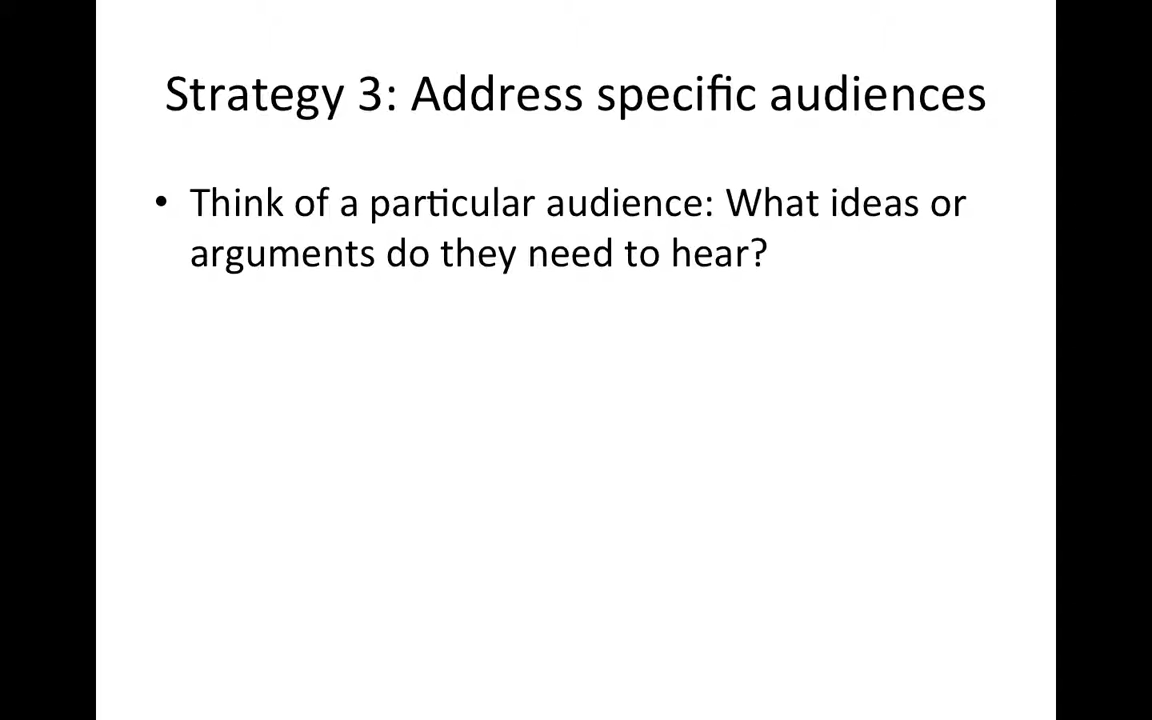 Strategy 3: Address specific audiences
• Think of a particular audience: What ideas or
arguments do they need to hear?